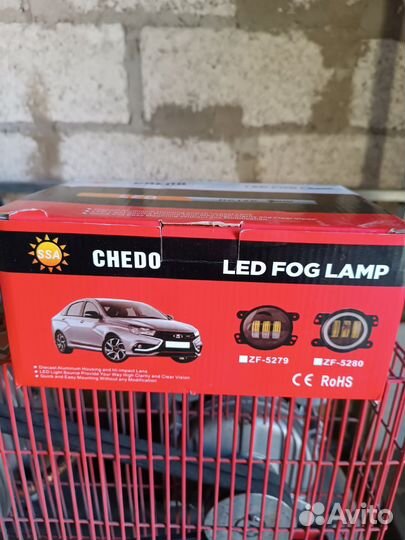 SSA
CHEDO
LED FOG LAMP
ZF-5279
ZF-5280
Diecast Aluminum Housing and Hi-impact Lens
LED Light Source Provide Your Way High Clarity and Clear Vision
Quick and Easy Mounting Without any Modification
CE RoHS
Avito